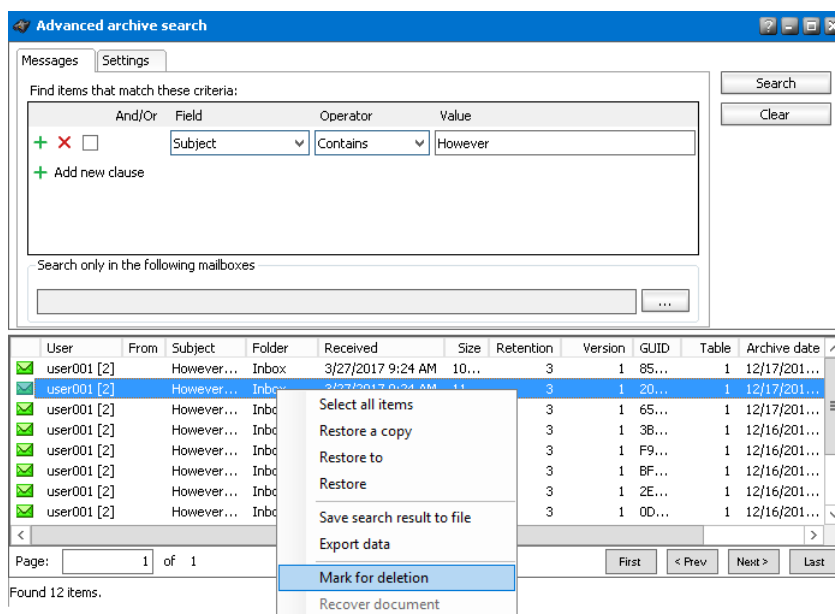 Advanced archive search
Messages Settings
Find items that match these criteria:
And/Or Field Operator Value
Subject Contains However
Add new clause
Search only in the following mailboxes
...
Search
Clear
User From Subject Folder Received Size Retention Version GUID Table Archive date
user001 [2] However... Inbox 3/27/2017 9:24 AM 10... 3 1 85... 1 12/17/201...
user001 [2] However... Inbox 3/27/2017 9:24 AM 11... 3 1 20... 1 12/17/201...
user001 [2] However... 3 1 65... 1 12/17/201...
user001 [2] However... 3 1 3B... 1 12/16/201...
user001 [2] However... 3 1 F9... 1 12/16/201...
user001 [2] However... 3 1 BF... 1 12/16/201...
user001 [2] However... 3 1 2E... 1 12/16/201...
user001 [2] However... 3 1 0D... 1 12/16/201...
Select all items
Restore a copy
Restore to
Restore
Save search result to file
Export data
Mark for deletion
Recover document
Page: 1 of 1 First < Prev Next > Last
Found 12 items.